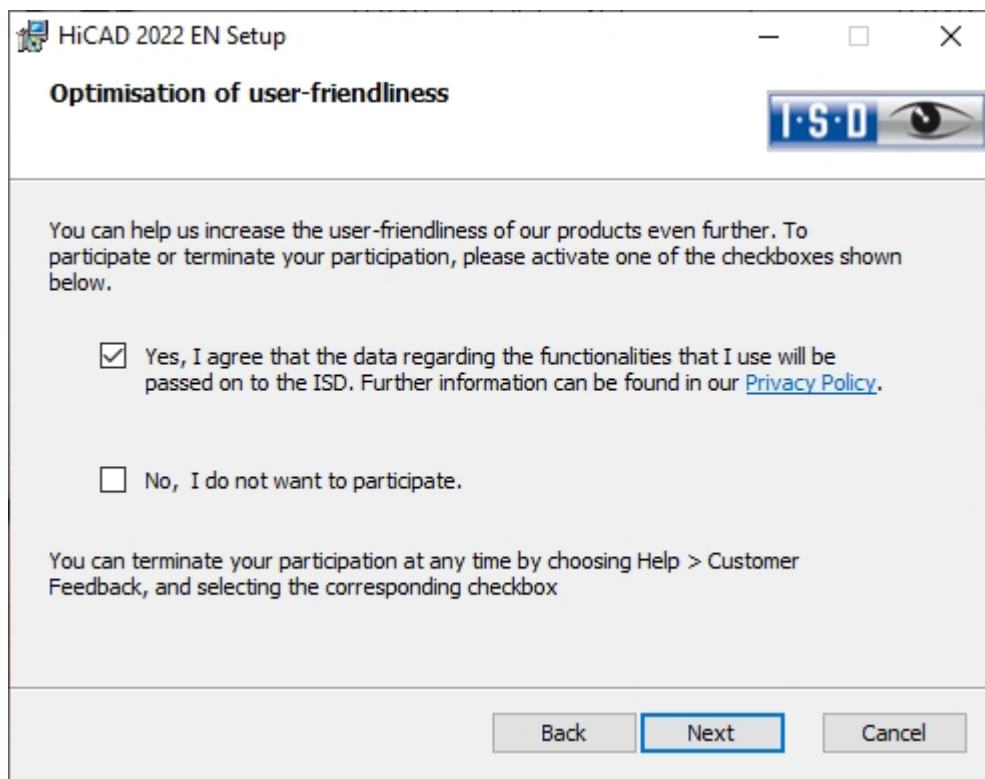 HiCAD 2022 EN Setup
Optimisation of user-friendliness
I·S·D
You can help us increase the user-friendliness of our products even further. To
participate or terminate your participation, please activate one of the checkboxes shown
below.
Yes, I agree that the data regarding the functionalities that I use will be
passed on to the ISD. Further information can be found in our Privacy Policy.
No, I do not want to participate.
You can terminate your participation at any time by choosing Help > Customer
Feedback, and selecting the corresponding checkbox
Back Next Cancel